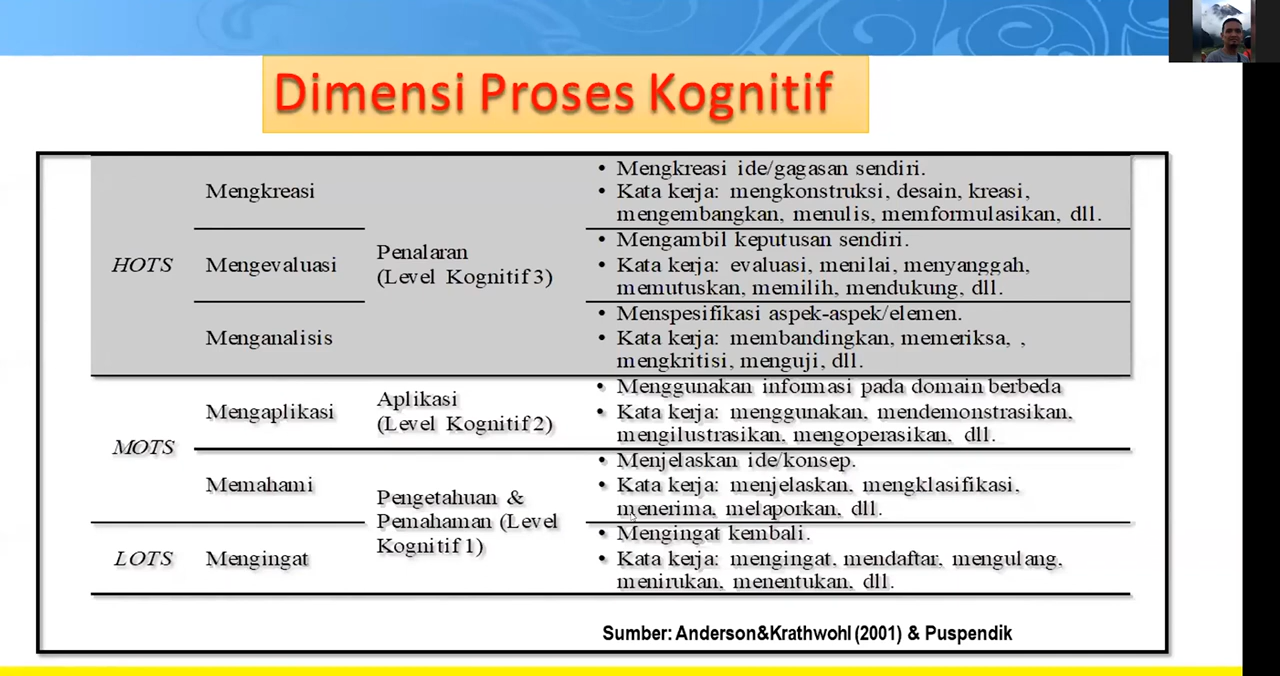 Dimensi Proses Kognitif
HOTS
Mengkreasi
Penalaran
(Level Kognitif 3)
• Mengkreasi ide/gagasan sendiri.
• Kata kerja: mengkonstruksi, desain, kreasi,
mengembangkan, menulis, memformulasikan, dll.
Mengevaluasi
• Mengambil keputusan sendiri.
• Kata kerja: evaluasi, menilai, menyanggah,
memutuskan, memilih, mendukung, dll.
Menganalisis
• Menspesifikasi aspek-aspek/elemen.
• Kata kerja: membandingkan, memeriksa, ,
mengkritisi, menguji, dll.
MOTS
Mengaplikasi
Aplikasi
(Level Kognitif 2)
• Menggunakan informasi pada domain berbeda
• Kata kerja: menggunakan, mendemonstrasikan,
mengilustrasikan, mengoperasikan, dll.
Memahami
Pengetahuan &
Pemahaman (Level
Kognitif 1)
• Menjelaskan ide/konsep.
• Kata kerja: menjelaskan, mengklasifikasi,
menerima, melaporkan, dll.
LOTS
Mengingat
• Mengingat kembali.
• Kata kerja: mengingat, mendaftar, mengulang,
menirukan, menentukan, dll.
Sumber: Anderson&Krathwohl (2001) & Puspendik